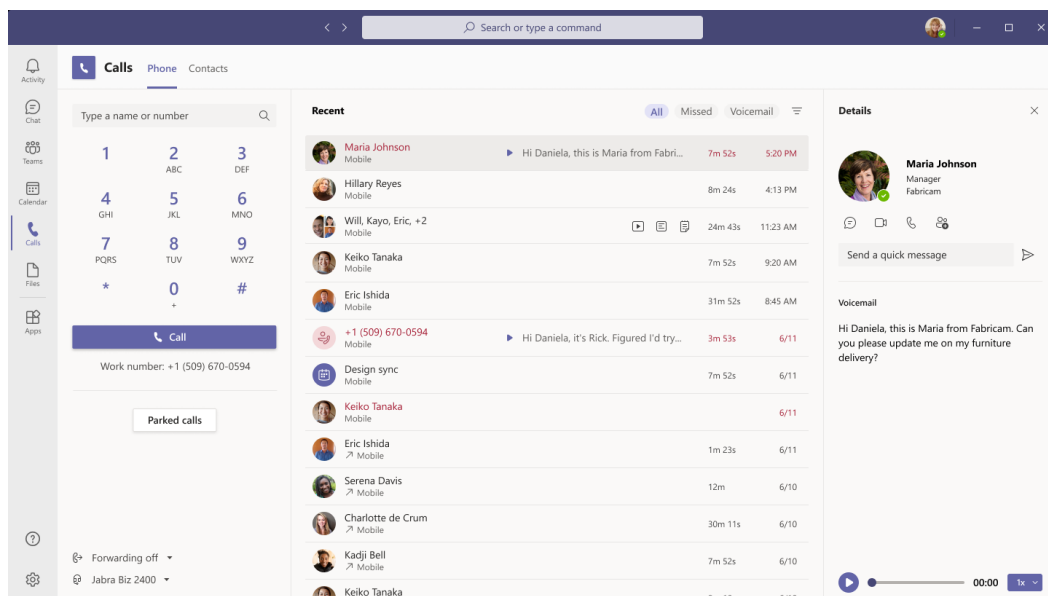 Search or type a command
Activity
Chat
Teams
Calendar
Calls
Files
Apps
Calls Phone Contacts
Type a name or number
1 2 3
ABC DEF
4 5 6
GHI JKL MNO
7 8 9
PQRS TUV WXYZ
* 0 #
+
Call
Work number: +1 (509) 670-0594
Parked calls
Forwarding off
Jabra Biz 2400
Recent All Missed Voicemail
Maria Johnson
Mobile
Hi Daniela, this is Maria from Fabri... 7m 52s 5:20 PM
Hillary Reyes
Mobile
8m 24s 4:13 PM
Will, Kayo, Eric, +2
Mobile
24m 43s 11:23 AM
Keiko Tanaka
Mobile
7m 52s 9:20 AM
Eric Ishida
Mobile
31m 52s 8:45 AM
+1 (509) 670-0594
Mobile
Hi Daniela, it's Rick. Figured I'd try... 3m 53s 6/11
Design sync
Mobile
7m 52s 6/11
Keiko Tanaka
Mobile
6/11
Eric Ishida
Mobile
1m 23s 6/11
Serena Davis
Mobile
12m 6/10
Charlotte de Crum
Mobile
30m 11s 6/10
Kadji Bell
Mobile
7m 52s 6/10
Keiko Tanaka
Details
Maria Johnson
Manager
Fabricam
Send a quick message
Voicemail
Hi Daniela, this is Maria from Fabricam. Can
you please update me on my furniture
delivery?
00:00 1x